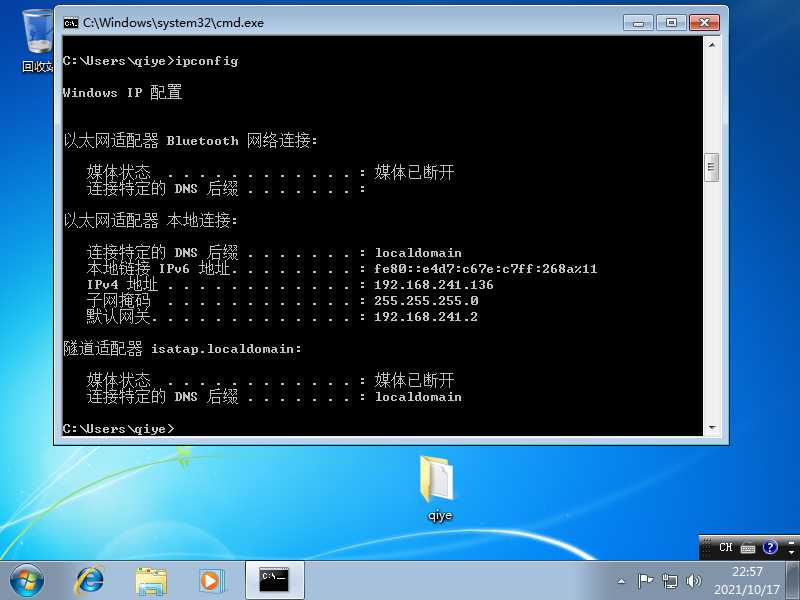 C:\Windows\system32\cmd.exe
回收站
C:\Users\qiye>ipconfig
Windows IP 配置
以太网适配器 Bluetooth 网络连接:
媒体状态 . . . . . . . . . . . . : 媒体已断开
连接特定的 DNS 后缀 . . . . . . . :
以太网适配器 本地连接:
连接特定的 DNS 后缀 . . . . . . . : localdomain
本地链接 IPv6 地址. . . . . . . . : fe80::e4d7:c67e:c7ff:268a%11
IPv4 地址 . . . . . . . . . . . . : 192.168.241.136
子网掩码 . . . . . . . . . . . . : 255.255.255.0
默认网关. . . . . . . . . . . . . : 192.168.241.2
隧道适配器 isatap.localdomain:
媒体状态 . . . . . . . . . . . . : 媒体已断开
连接特定的 DNS 后缀 . . . . . . . : localdomain
C:\Users\qiye>
qiye
CH
22:57
2021/10/17